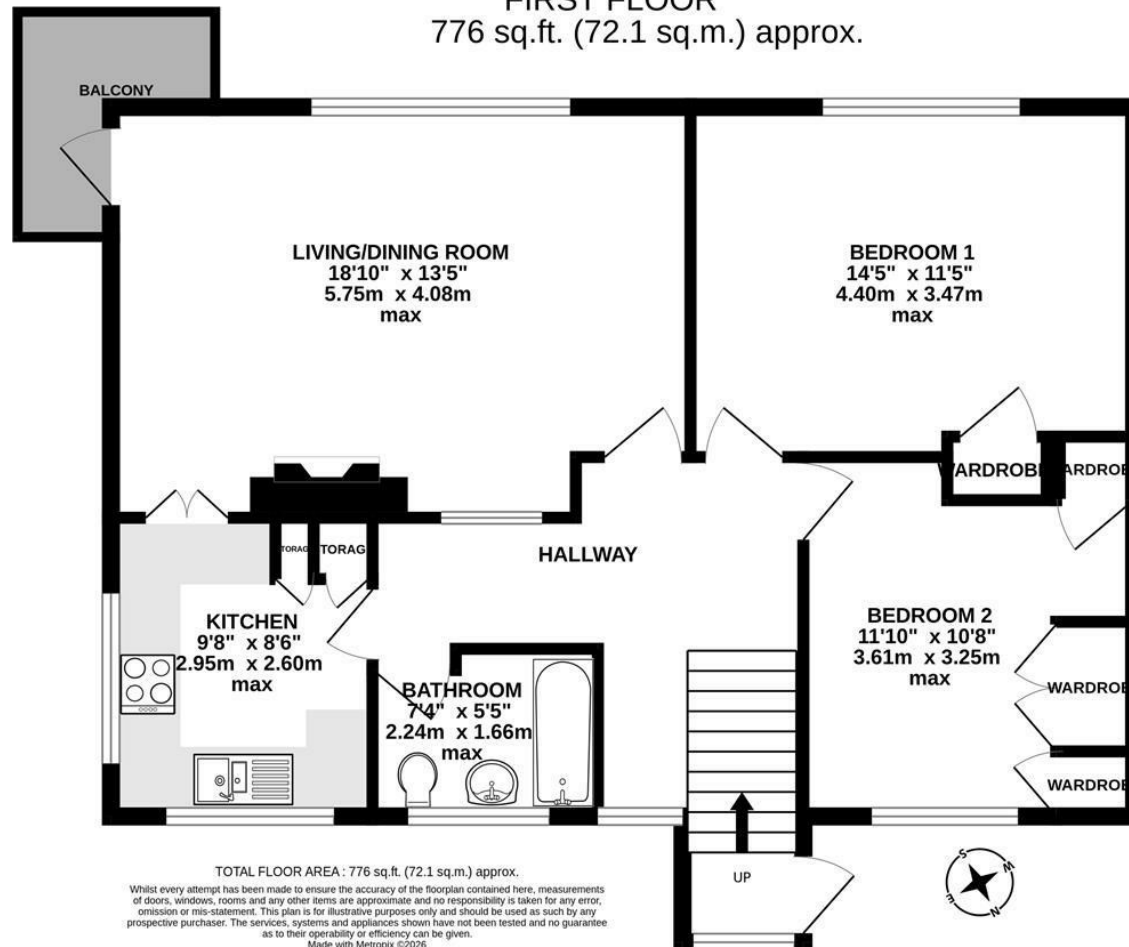 FIRST FLOOR
776 sq.ft. (72.1 sq.m.) approx.
BALCONY
LIVING/DINING ROOM
18'10" x 13'5"
5.75m x 4.08m
max
BEDROOM 1
14'5" x 11'5"
4.40m x 3.47m
max
WARDROBE
ARDROBE
TORAG
TORAG
HALLWAY
KITCHEN
9'8" x 8'6"
2.95m x 2.60m
max
BEDROOM 2
11'10" x 10'8"
3.61m x 3.25m
max
WARDROBE
BATHROOM
7'4" x 5'5"
2.24m x 1.66m
max
WARDROBE
UP
S
W
E
N
TOTAL FLOOR AREA : 776 sq.ft. (72.1 sq.m.) approx.
Whilst every attempt has been made to ensure the accuracy of the floorplan contained here, measurements
of doors, windows, rooms and any other items are approximate and no responsibility is taken for any error,
omission or mis-statement. This plan is for illustrative purposes only and should be used as such by any
prospective purchaser. The services, systems and appliances shown have not been tested and no guarantee
as to their operability or efficiency can be given.
Made with Metropix ©2026